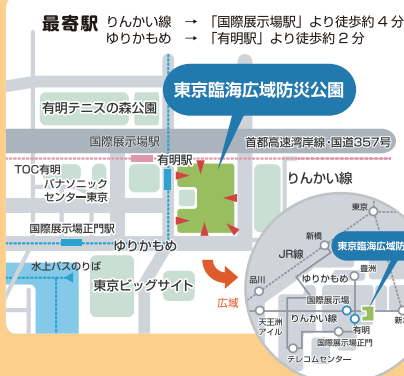 最寄駅
りんかい線 → 「国際展示場駅」より徒歩約4分
ゆりかもめ → 「有明駅」より徒歩約2分
東京臨海広域防災公園
有明テニスの森公園
国際展示場駅
首都高速湾岸線・国道357号
有明駅
TOC有明
りんかい線
パナソニック
センター東京
国際展示場正門駅
ゆりかもめ
水上バスのりば
東京ビッグサイト
広域
東京
新橋
JR線
東京臨海広域防
豊洲
品川
ゆりかもめ
国際展示場
天王洲
アイル
りんかい線
有明
新木
国際展示場正門
テレコムセンター